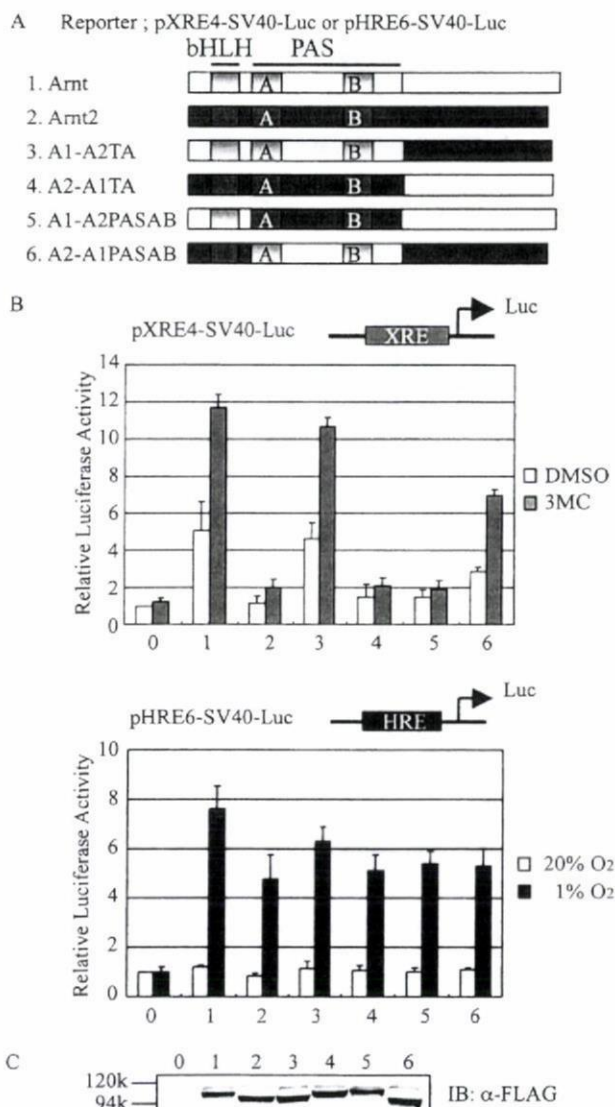 A Reporter ; pXRE4-SV40-Luc or pHRE6-SV40-Luc
bHLH PAS
1. Arnt A B
2. Arnt2 A B
3. A1-A2TA A B
4. A2-A1TA A B
5. A1-A2PASAB A B
6. A2-A1PASAB A B
B
pXRE4-SV40-Luc XRE Luc
Relative Luciferase Activity
14
12
10
8
6
4
2
0
0 1 2 3 4 5 6
DMSO
3MC
pHRE6-SV40-Luc HRE Luc
Relative Luciferase Activity
10
8
6
4
2
0
0 1 2 3 4 5 6
20% O2
1% O2
C 0 1 2 3 4 5 6
120k
94k
IB: α-FLAG